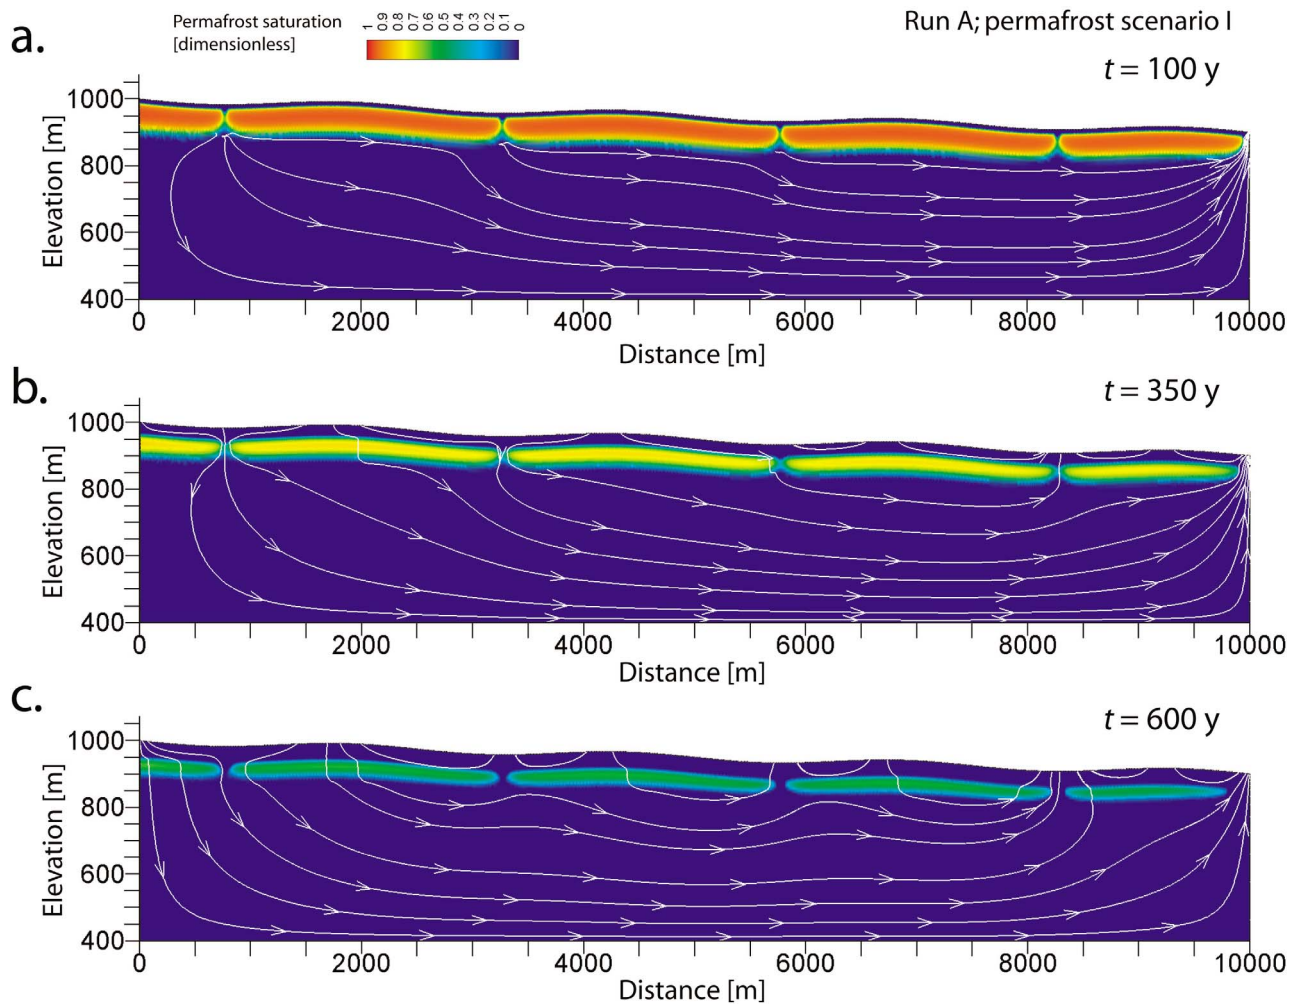 a.
Permafrost saturation
[dimensionless]
1 0.9 0.8 0.7 0.6 0.5 0.4 0.3 0.2 0.1 0
Run A; permafrost scenario I
t = 100 y
Elevation [m]
1000
800
600
400
0 2000 4000 6000 8000 10000
Distance [m]
b.
t = 350 y
Elevation [m]
1000
800
600
400
0 2000 4000 6000 8000 10000
Distance [m]
c.
t = 600 y
Elevation [m]
1000
800
600
400
0 2000 4000 6000 8000 10000
Distance [m]